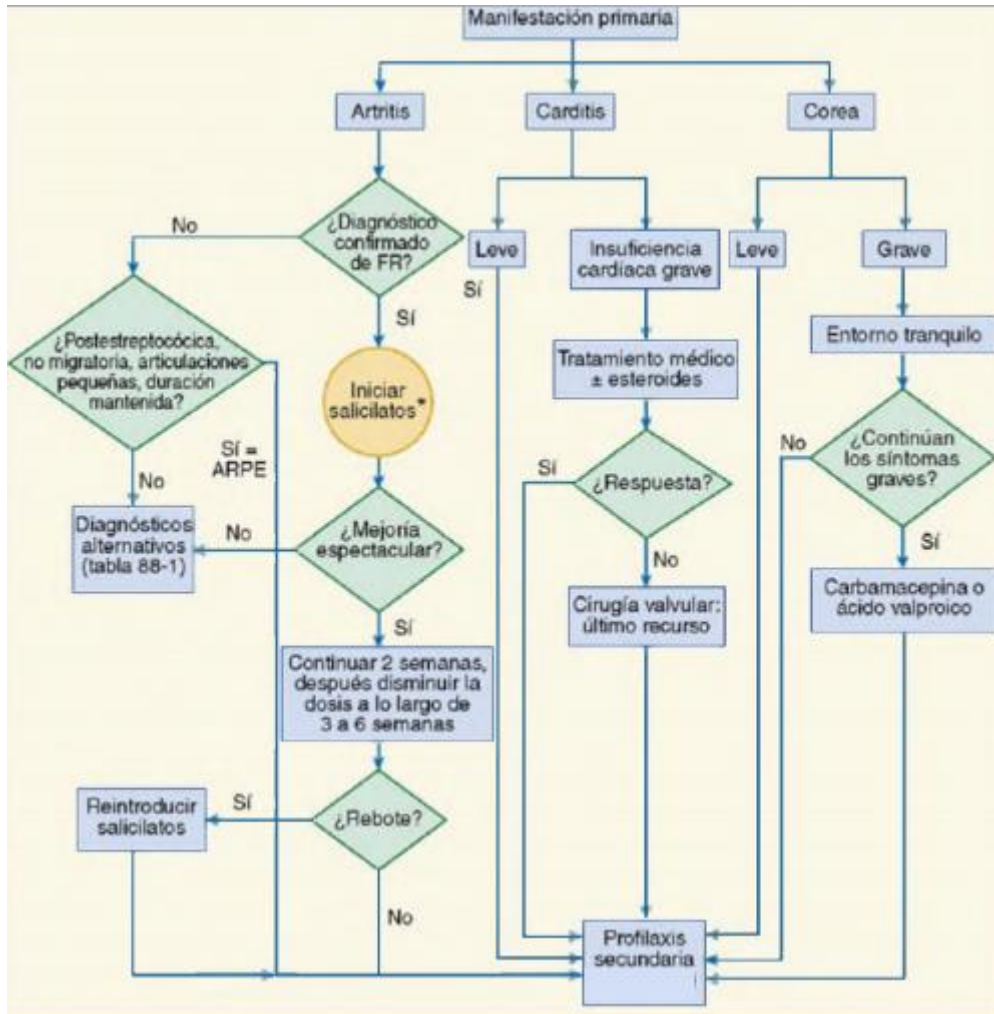 Manifestación primaria
Artritis
Carditis
Corea
No
¿Diagnóstico
confirmado
de FR?
Leve
Insuficiencia
cardíaca grave
Leve
Grave
Sí
Sí
¿Postestreptocócica,
no migratoria, articulaciones
pequeñas, duración
mantenida?
Iniciar
salicilatos*
Tratamiento médico
± esteroides
Entorno tranquilo
Sí =
ARPE
Sí
¿Respuesta?
No
¿Continúan
los síntomas
graves?
No
Diagnósticos
alternativos
(tabla 88-1)
No
¿Mejoría
espectacular?
No
Sí
Cirugía valvular:
último recurso
Carbamacepina o
ácido valproico
Sí
Continuar 2 semanas,
después disminuir la
dosis a lo largo de
3 a 6 semanas
Reintroducir
salicilatos
Sí
¿Rebote?
No
Profilaxis
secundaria